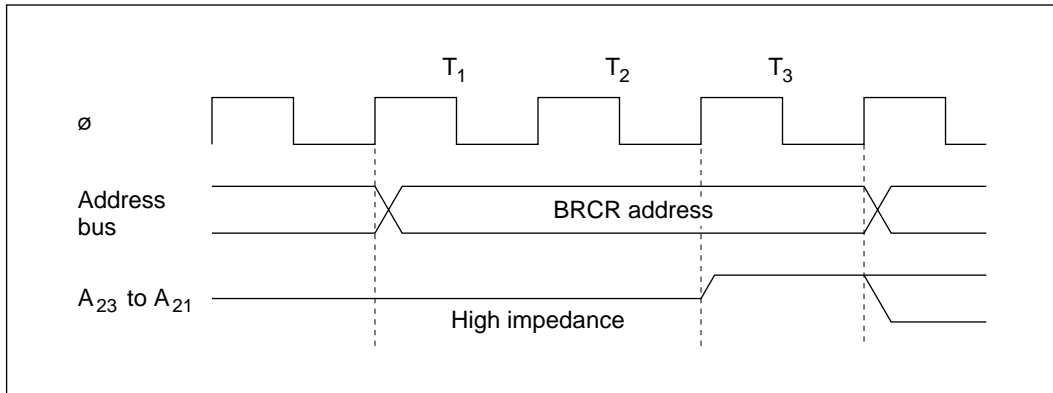 T1 T2 T3
ø
Address
bus
BRCR address
A23 to A21
High impedance